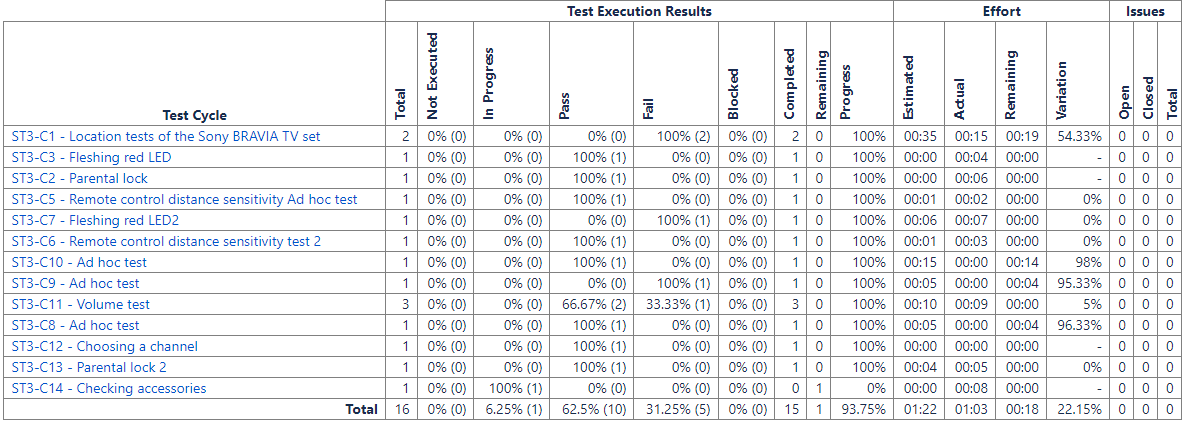 Test Execution Results Effort Issues
Test Cycle Total Not Executed In Progress Pass Fail Blocked Completed Remaining Progress Estimated Actual Remaining Variation Open Closed Total
ST3-C1 - Location tests of the Sony BRAVIA TV set 2 0% (0) 0% (0) 0% (0) 100% (2) 0% (0) 2 0 100% 00:35 00:15 00:19 54.33% 0 0 0
ST3-C3 - Fleshing red LED 1 0% (0) 0% (0) 100% (1) 0% (0) 0% (0) 1 0 100% 00:00 00:04 00:00 - 0 0 0
ST3-C2 - Parental lock 1 0% (0) 0% (0) 100% (1) 0% (0) 0% (0) 1 0 100% 00:00 00:06 00:00 - 0 0 0
ST3-C5 - Remote control distance sensitivity Ad hoc test 1 0% (0) 0% (0) 100% (1) 0% (0) 0% (0) 1 0 100% 00:01 00:02 00:00 0% 0 0 0
ST3-C7 - Fleshing red LED2 1 0% (0) 0% (0) 0% (0) 100% (1) 0% (0) 1 0 100% 00:06 00:07 00:00 0% 0 0 0
ST3-C6 - Remote control distance sensitivity test 2 1 0% (0) 0% (0) 100% (1) 0% (0) 0% (0) 1 0 100% 00:01 00:03 00:00 0% 0 0 0
ST3-C10 - Ad hoc test 1 0% (0) 0% (0) 100% (1) 0% (0) 0% (0) 1 0 100% 00:15 00:00 00:14 98% 0 0 0
ST3-C9 - Ad hoc test 1 0% (0) 0% (0) 0% (0) 100% (1) 0% (0) 1 0 100% 00:05 00:00 00:04 95.33% 0 0 0
ST3-C11 - Volume test 3 0% (0) 0% (0) 66.67% (2) 33.33% (1) 0% (0) 3 0 100% 00:10 00:09 00:00 5% 0 0 0
ST3-C8 - Ad hoc test 1 0% (0) 0% (0) 100% (1) 0% (0) 0% (0) 1 0 100% 00:05 00:00 00:04 96.33% 0 0 0
ST3-C12 - Choosing a channel 1 0% (0) 0% (0) 100% (1) 0% (0) 0% (0) 1 0 100% 00:00 00:00 00:00 - 0 0 0
ST3-C13 - Parental lock 2 1 0% (0) 0% (0) 100% (1) 0% (0) 0% (0) 1 0 100% 00:04 00:05 00:00 0% 0 0 0
ST3-C14 - Checking accessories 1 0% (0) 100% (1) 0% (0) 0% (0) 0% (0) 0 1 0% 00:00 00:08 00:00 - 0 0 0
Total 16 0% (0) 6.25% (1) 62.5% (10) 31.25% (5) 0% (0) 15 1 93.75% 01:22 01:03 00:18 22.15% 0 0 0